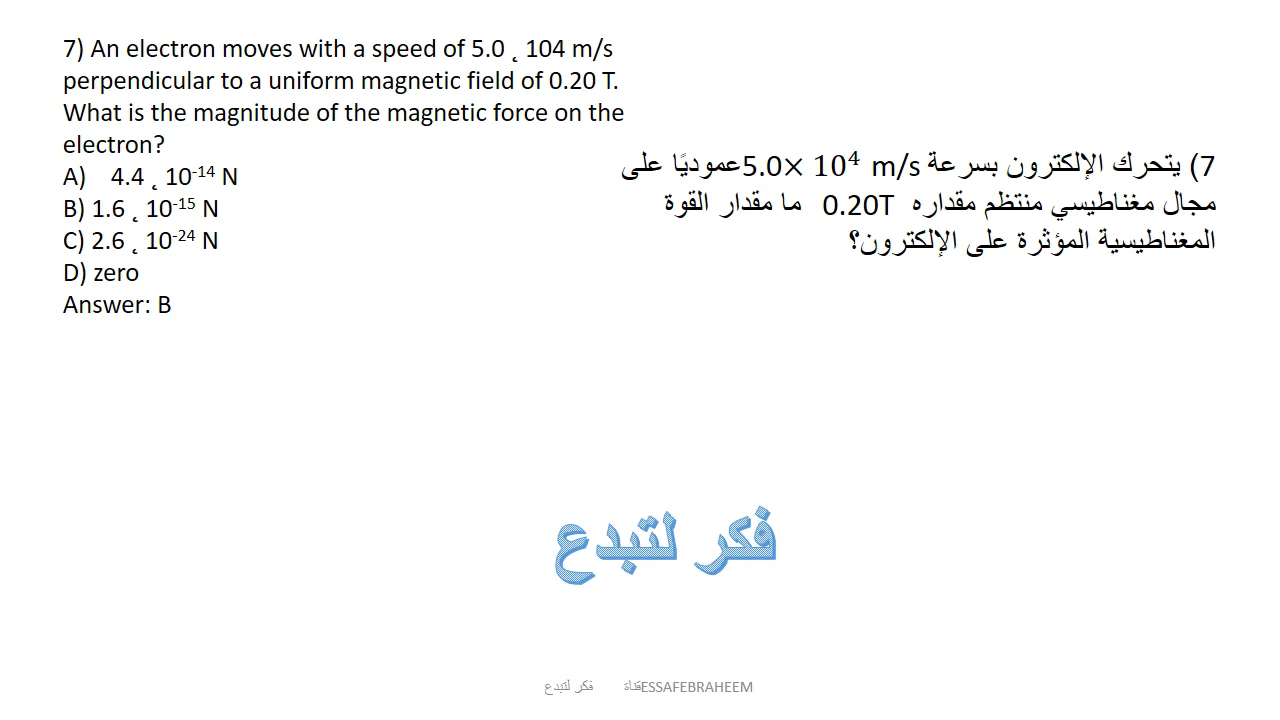 7) An electron moves with a speed of 5.0 ˛ 104 m/s
perpendicular to a uniform magnetic field of 0.20 T.
What is the magnitude of the magnetic force on the
electron?
A) 4.4 ˛ 10⁻¹⁴ N
B) 1.6 ˛ 10⁻¹⁵ N
C) 2.6 ˛ 10⁻²⁴ N
D) zero
Answer: B
7) يتحرك الإلكترون بسرعة 5.0× 10⁴ m/s عموديًا على
مجال مغناطيسي منتظم مقداره 0.20T ما مقدار القوة
المغناطيسية المؤثرة على الإلكترون؟
فكر لتبدع
قناة ESSAFEBRAHEEM فكر لتبدع